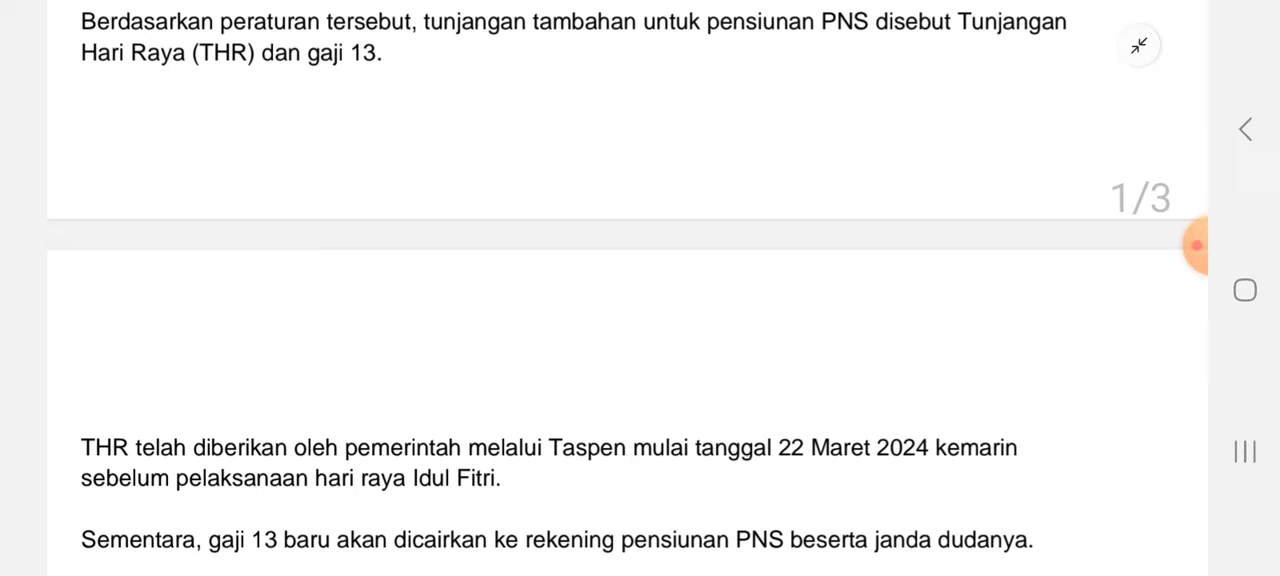 Berdasarkan peraturan tersebut, tunjangan tambahan untuk pensiunan PNS disebut Tunjangan
Hari Raya (THR) dan gaji 13.
1/3
THR telah diberikan oleh pemerintah melalui Taspen mulai tanggal 22 Maret 2024 kemarin
sebelum pelaksanaan hari raya Idul Fitri.
Sementara, gaji 13 baru akan dicairkan ke rekening pensiunan PNS beserta janda dudanya.